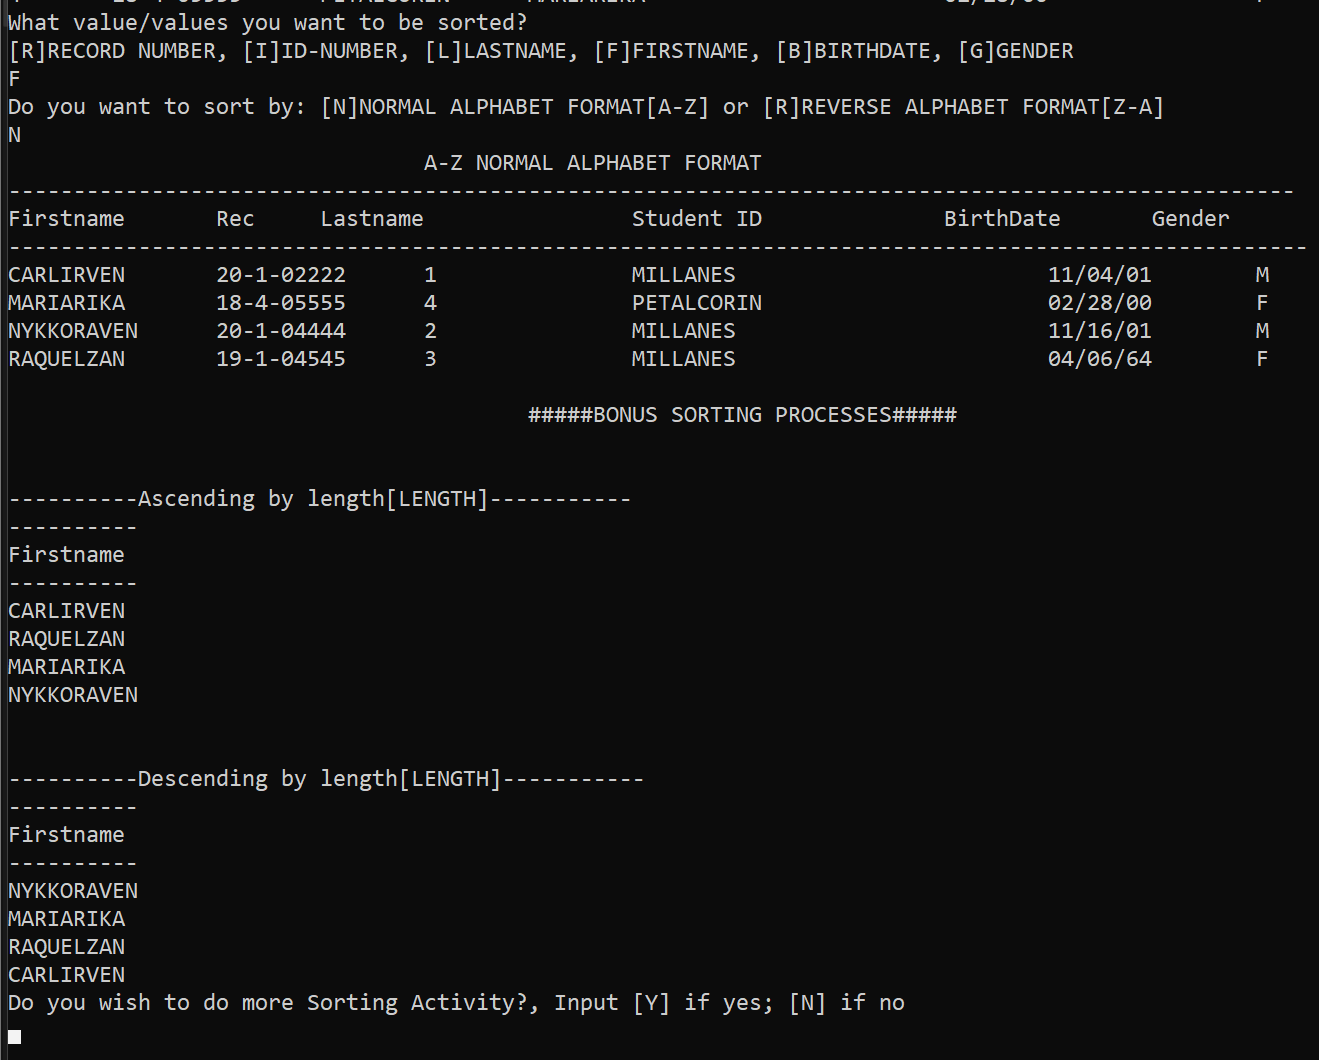 What value/values you want to be sorted?
[R]RECORD NUMBER, [I]ID-NUMBER, [L]LASTNAME, [F]FIRSTNAME, [B]BIRTHDATE, [G]GENDER
F
Do you want to sort by: [N]NORMAL ALPHABET FORMAT[A-Z] or [R]REVERSE ALPHABET FORMAT[Z-A]
N
A-Z NORMAL ALPHABET FORMAT
---------------------------------------------------------------------------------------------------
Firstname Rec Lastname Student ID BirthDate Gender
----------------------------------------------------------------------------------------------------
CARLIRVEN 20-1-02222 1 MILLANES 11/04/01 M
MARIARIKA 18-4-05555 4 PETALCORIN 02/28/00 F
NYKKORAVEN 20-1-04444 2 MILLANES 11/16/01 M
RAQUELZAN 19-1-04545 3 MILLANES 04/06/64 F
#####BONUS SORTING PROCESSES#####
----------Ascending by length[LENGTH]-----------
----------
Firstname
----------
CARLIRVEN
RAQUELZAN
MARIARIKA
NYKKORAVEN
----------Descending by length[LENGTH]-----------
----------
Firstname
----------
NYKKORAVEN
MARIARIKA
RAQUELZAN
CARLIRVEN
Do you wish to do more Sorting Activity?, Input [Y] if yes; [N] if no